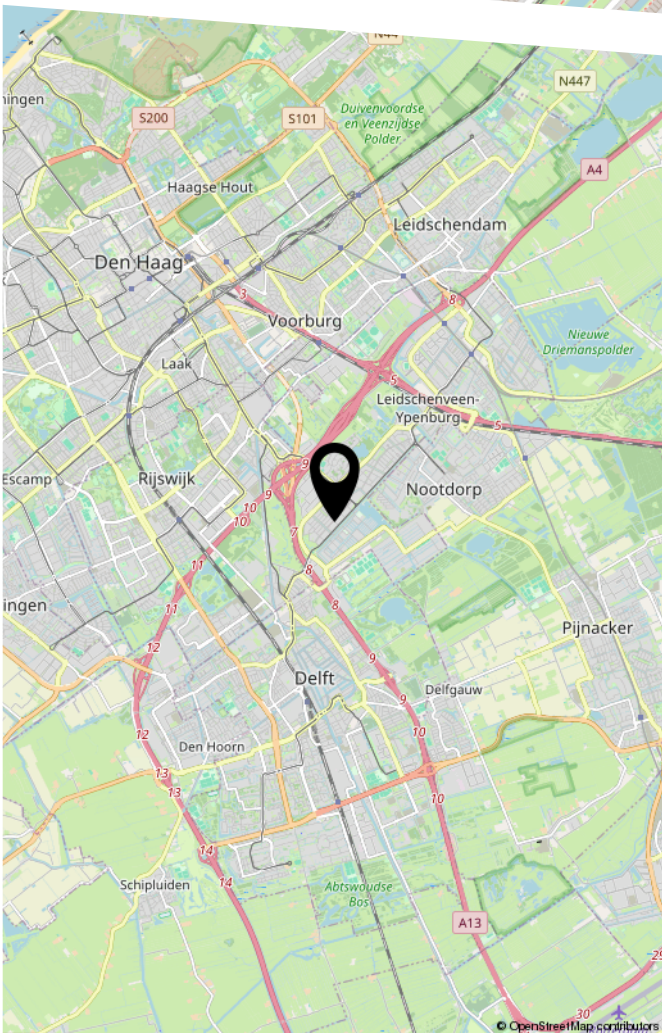 N44
N447
ningen
S200
S101
Duivenvoordse
en Veenzijdse
Polder
A4
Haagse Hout
Leidschendam
Den Haag
3
8
Voorburg
Nieuwe
Driemanspolder
Laak
5
Leidschenveen-
Ypenburg
5
9
Escamp
Rijswijk
9
Nootdorp
10
10
7
11
8
11
8
ingen
Pijnacker
12
9
Delft
Delfgauw
9
12
10
Den Hoorn
13
13
10
14
Schipluiden
14
Abtswoudse
Bos
A13
29
30
© OpenStreetMap contributors